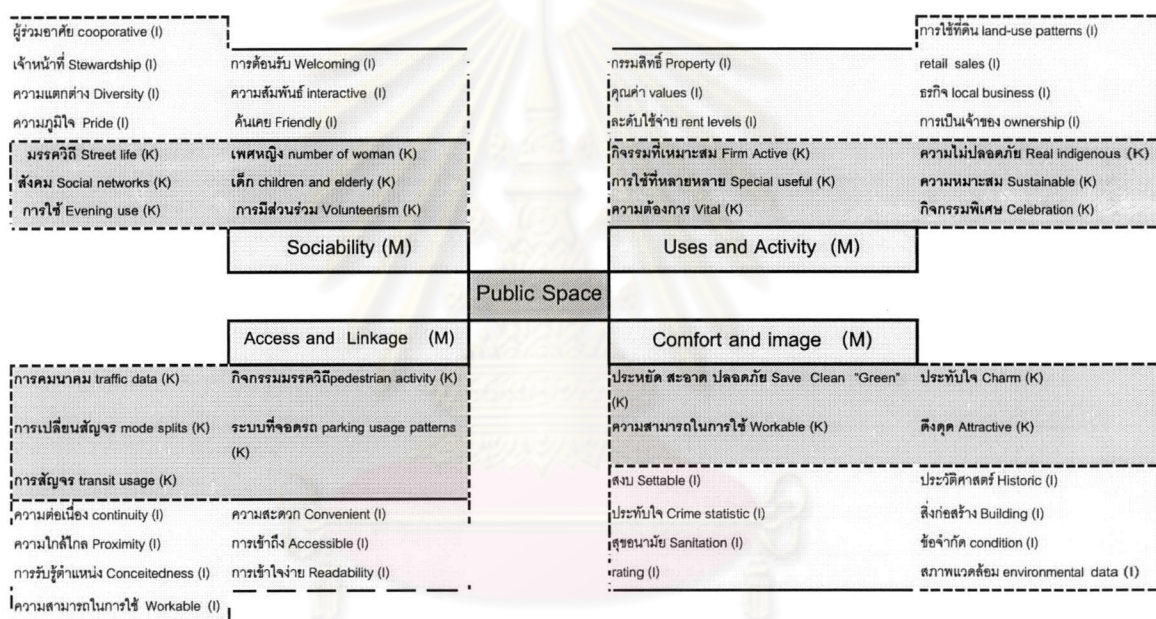 ผู้ร่วมอาศัย cooporative (I)
เจ้าหน้าที่ Stewardship (I) การต้อนรับ Welcoming (I)
ความแตกต่าง Diversity (I) ความสัมพันธ์ interactive (I)
ความภูมิใจ Pride (I) คุ้นเคย Friendly (I)
มรรควิถี Street life (K) เพศหญิง number of woman (K)
สังคม Social networks (K) เด็ก children and elderly (K)
การใช้ Evening use (K) การมีส่วนร่วม Volunteerism (K)
Sociability (M)
การใช้ที่ดิน land-use patterns (I)
กรรมสิทธิ์ Property (I) retail sales (I)
คุณค่า values (I) ธุรกิจ local business (I)
ละดับใช้จ่าย rent levels (I) การเป็นเจ้าของ ownership (I)
กิจรรมที่เหมาะสม Firm Active (K) ความไม่ปลอดภัย Real indigenous (K)
การใช้ที่หลายหลาย Special useful (K) ความหมาะสม Sustainable (K)
ความต้องการ Vital (K) กิจกรรมพิเศษ Celebration (K)
Uses and Activity (M)
Public Space
Access and Linkage (M)
การคมนาคม traffic data (K) กิจกรรมมรรควิถีpedestrian activity (K)
การเปลี่ยนสัญจร mode splits (K) ระบบที่จอดรถ parking usage patterns
(K)
การสัญจร transit usage (K)
ความต่อเนื่อง continuity (I) ความสะดวก Convenient (I)
ความใกล้ไกล Proximity (I) การเข้าถึง Accessible (I)
การรับรู้ตำแหน่ง Conceitedness (I) การเข้าใจง่าย Readability (I)
ความสามารถในการใช้ Workable (I)
Comfort and image (M)
ประหยัด สะอาด ปลอดภัย Save Clean "Green" ประทับใจ Charm (K)
(K)
ความสามารถในการใช้ Workable (K) ดึงดุด Attractive (K)
สงบ Settable (I) ประวัติศาสตร์ Historic (I)
ประทับใจ Crime statistic (I) สิ่งก่อสร้าง Building (I)
สุขอนามัย Sanitation (I) ข้อจำกัด condition (I)
rating (I) สภาพแวดล้อม environmental data (I)